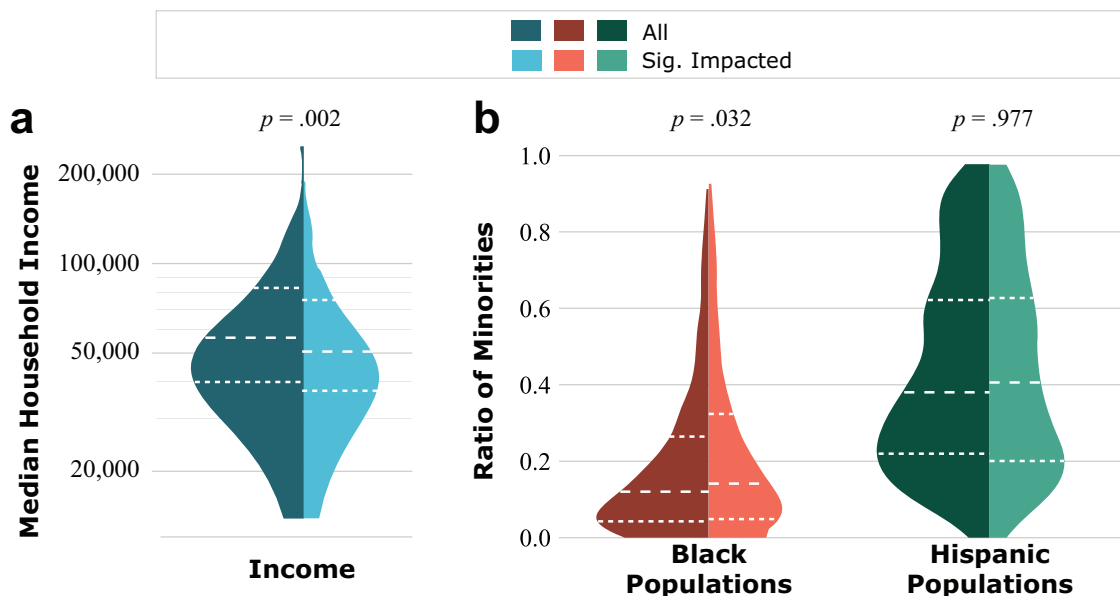 All
Sig. Impacted
a
p = .002
Median Household Income
200,000
100,000
50,000
20,000
Income
b
p = .032
p = .977
Ratio of Minorities
1.0
0.8
0.6
0.4
0.2
0.0
Black
Populations
Hispanic
Populations